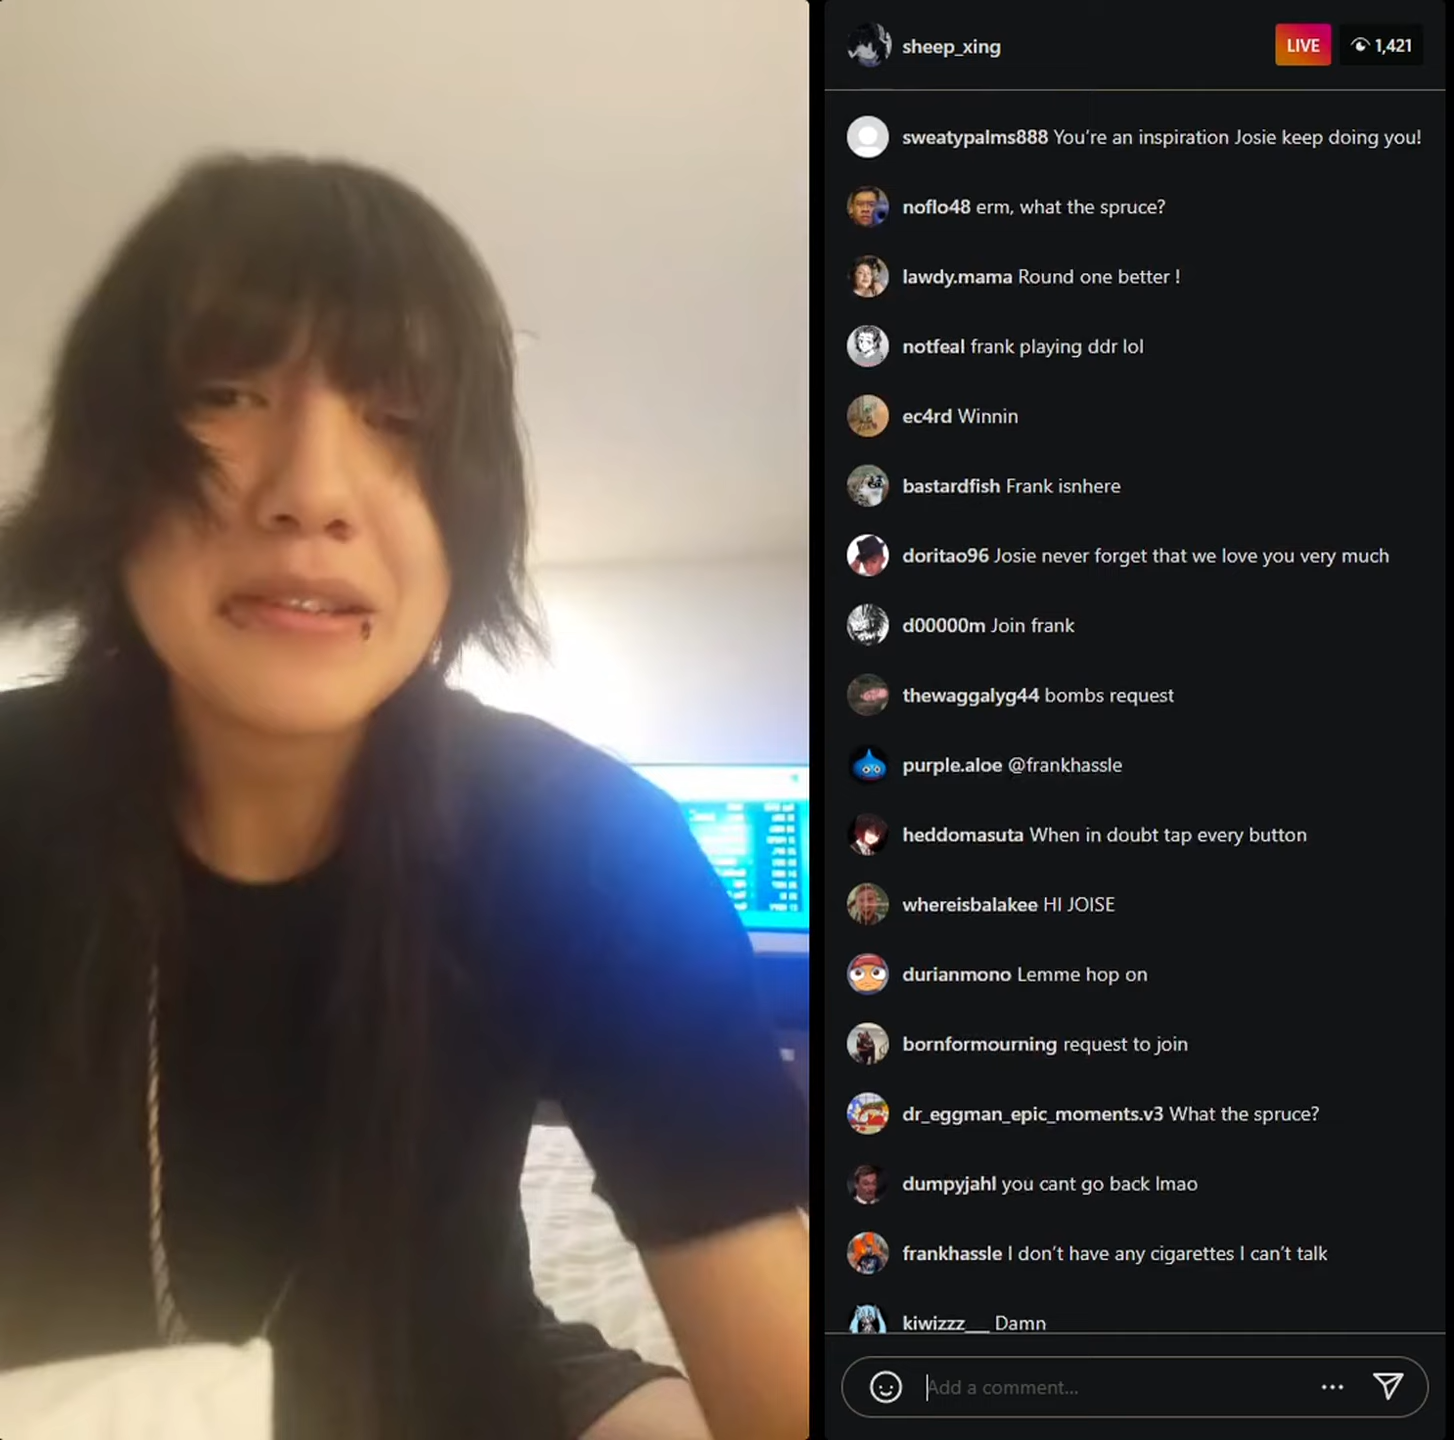 sheep_xing
LIVE
1,421
sweatypalms888 You're an inspiration Josie keep doing you!
noflo48 erm, what the spruce?
lawdy.mama Round one better !
notfeal frank playing ddr lol
ec4rd Winnin
bastardfish Frank isnhere
doritao96 Josie never forget that we love you very much
d00000m Join frank
thewaggalyg44 bombs request
purple.aloe @frankhassle
heddomasuta When in doubt tap every button
whereisbalakee HI JOISE
durianmono Lemme hop on
bornformourning request to join
dr_eggman_epic_moments.v3 What the spruce?
dumpyjahl you cant go back lmao
frankhassle I don't have any cigarettes I can't talk
kiwizzz__ Damn
Add a comment...